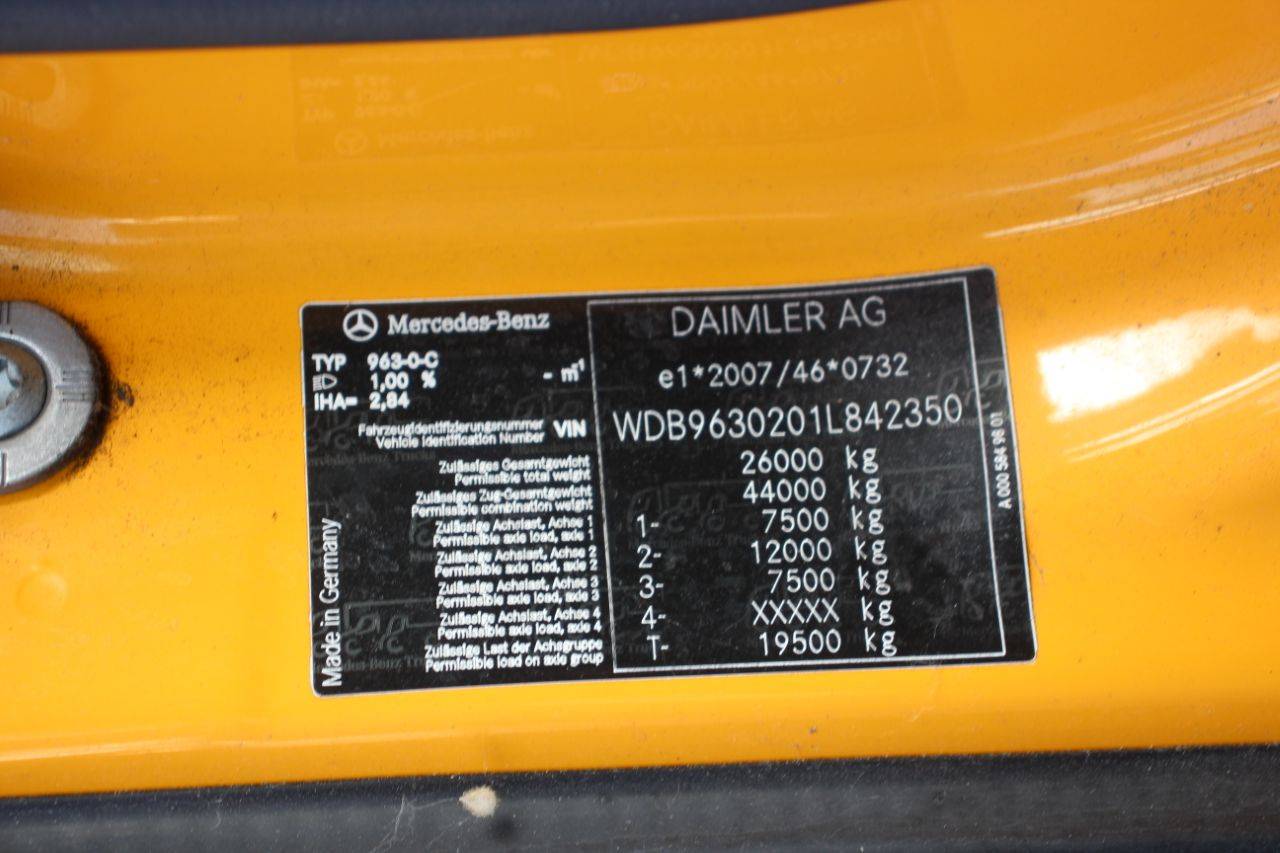 Mercedes-Benz
DAIMLER AG
TYP 963-0-C
1,00 % - m⁻¹
IHA= 2,84
e1*2007/46*0732
Fahrzeugidentifizierungsnummer
Vehicle Identification Number VIN WDB9630201L842350
Zulässiges Gesamtgewicht
Permissible total weight 26000 kg
Zulässiges Zug-Gesamtgewicht
Permissible combination weight 44000 kg
Zulässige Achslast, Achse 1
Permissible axle load, axle 1 1- 7500 kg
Zulässige Achslast, Achse 2
Permissible axle load, axle 2 2- 12000 kg
Zulässige Achslast, Achse 3
Permissible axle load, axle 3 3- 7500 kg
Zulässige Achslast, Achse 4
Permissible axle load, axle 4 4- XXXXX kg
Zulässige Last der Achsgruppe
Permissible load on axle group T- 19500 kg
Made in Germany
A 000 584 96 01